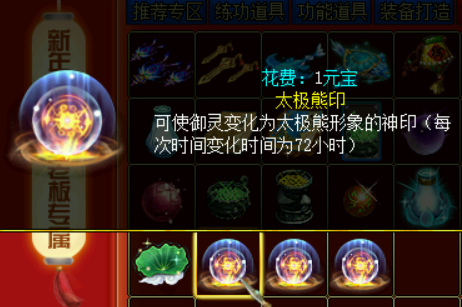 推荐专区 练功道具 功能道具 装备打造
新年
老板专属
花费：1元宝
太极熊印
可使御灵变化为太极熊形象的神印（每
次时间变化时间为72小时）